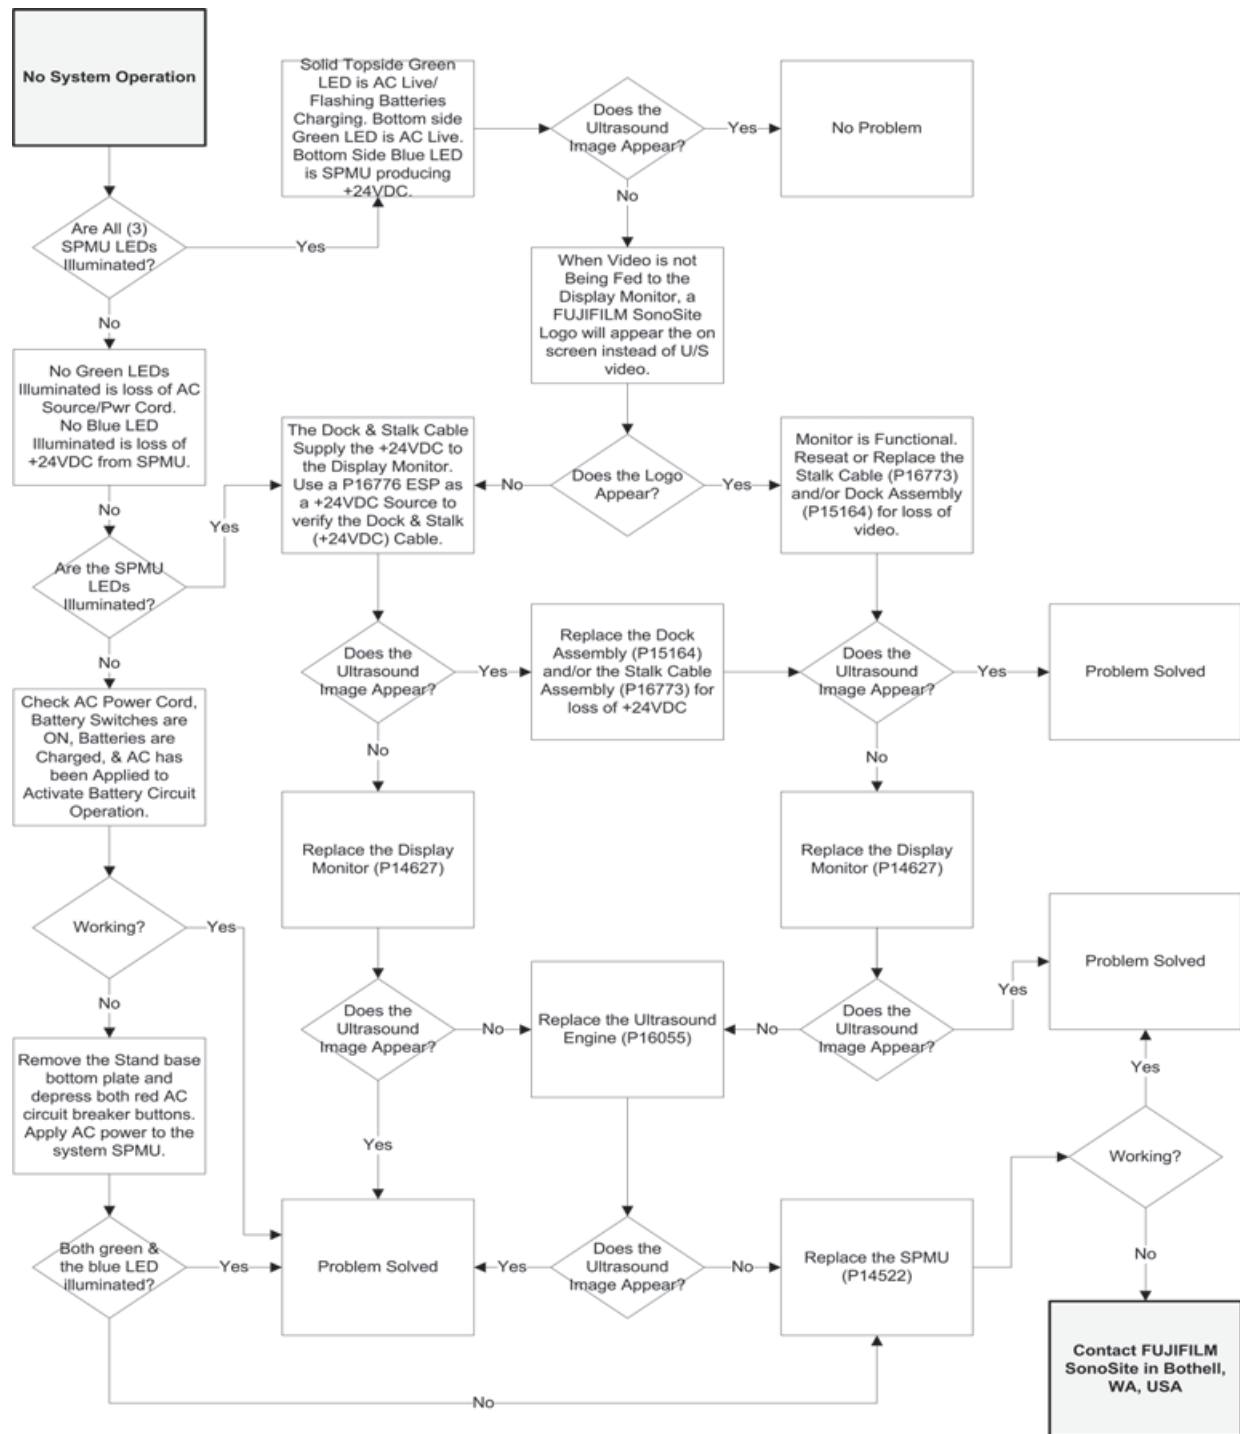 No System Operation
Are All (3)
SPMU LEDs
Illuminated?
Yes
Solid Topside Green
LED is AC Live/
Flashing Batteries
Charging. Bottom side
Green LED is AC Live.
Bottom Side Blue LED
is SPMU producing
+24VDC.
Does the
Ultrasound
Image Appear?
Yes
No Problem
No
When Video is not
Being Fed to the
Display Monitor, a
FUJIFILM SonoSite
Logo will appear the on
screen instead of U/S
video.
No
No Green LEDs
Illuminated is loss of AC
Source/Pwr Cord.
No Blue LED
Illuminated is loss of
+24VDC from SPMU.
No
Are the SPMU
LEDs
Illuminated?
Yes
The Dock & Stalk Cable
Supply the +24VDC to
the Display Monitor.
Use a P16776 ESP as
a +24VDC Source to
verify the Dock & Stalk
(+24VDC) Cable.
No
Does the Logo
Appear?
Yes
Monitor is Functional.
Reseat or Replace the
Stalk Cable (P16773)
and/or Dock Assembly
(P15164) for loss of
video.
No
Check AC Power Cord,
Battery Switches are
ON, Batteries are
Charged, & AC has
been Applied to
Activate Battery Circuit
Operation.
Does the
Ultrasound
Image Appear?
Yes
Replace the Dock
Assembly (P15164)
and/or the Stalk Cable
Assembly (P16773) for
loss of +24VDC
Does the
Ultrasound
Image Appear?
Yes
Problem Solved
No
No
Replace the Display
Monitor (P14627)
Replace the Display
Monitor (P14627)
Working?
Yes
No
Does the
Ultrasound
Image Appear?
No
Replace the Ultrasound
Engine (P16055)
No
Does the
Ultrasound
Image Appear?
Yes
Problem Solved
Remove the Stand base
bottom plate and
depress both red AC
circuit breaker buttons.
Apply AC power to the
system SPMU.
Yes
Yes
Working?
Both green &
the blue LED
illuminated?
Yes
Problem Solved
Yes
Does the
Ultrasound
Image Appear?
No
Replace the SPMU
(P14522)
No
Contact FUJIFILM
SonoSite in Bothell,
WA, USA
No